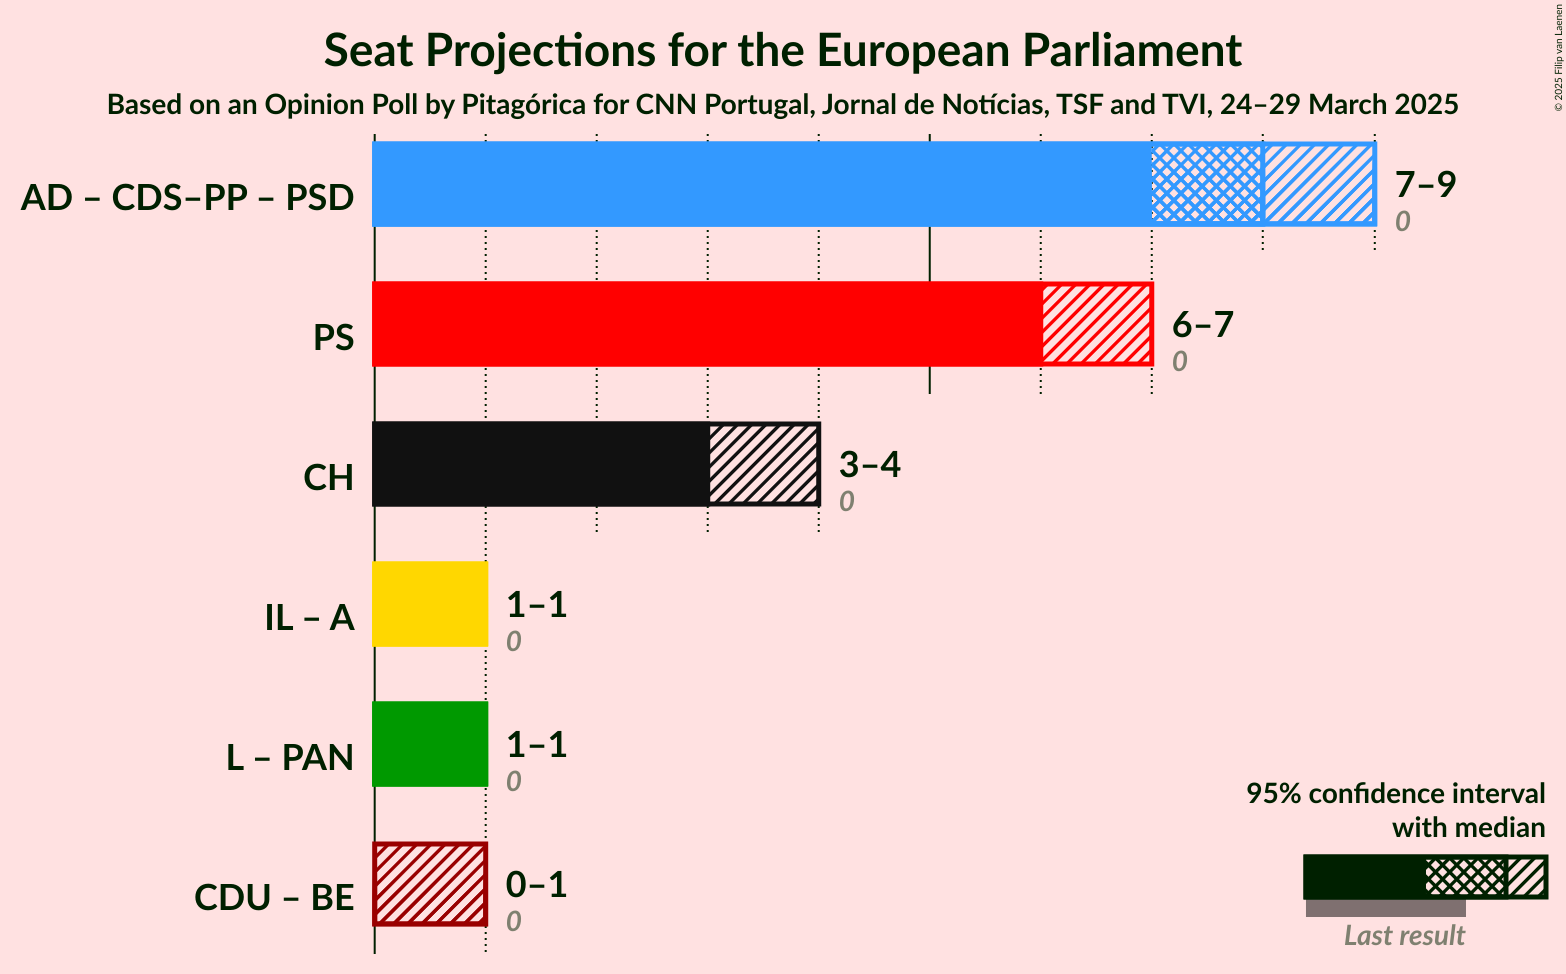 Seat Projections for the European Parliament
Based on an Opinion Poll by Pitagórica for CNN Portugal, Jornal de Notícias, TSF and TVI, 24–29 March 2025
© 2025 Filip van Laenen
AD – CDS–PP – PSD
7–9
0
PS
6–7
0
CH
3–4
0
IL – A
1–1
0
L – PAN
1–1
0
CDU – BE
0–1
0
95% confidence interval
with median
Last result